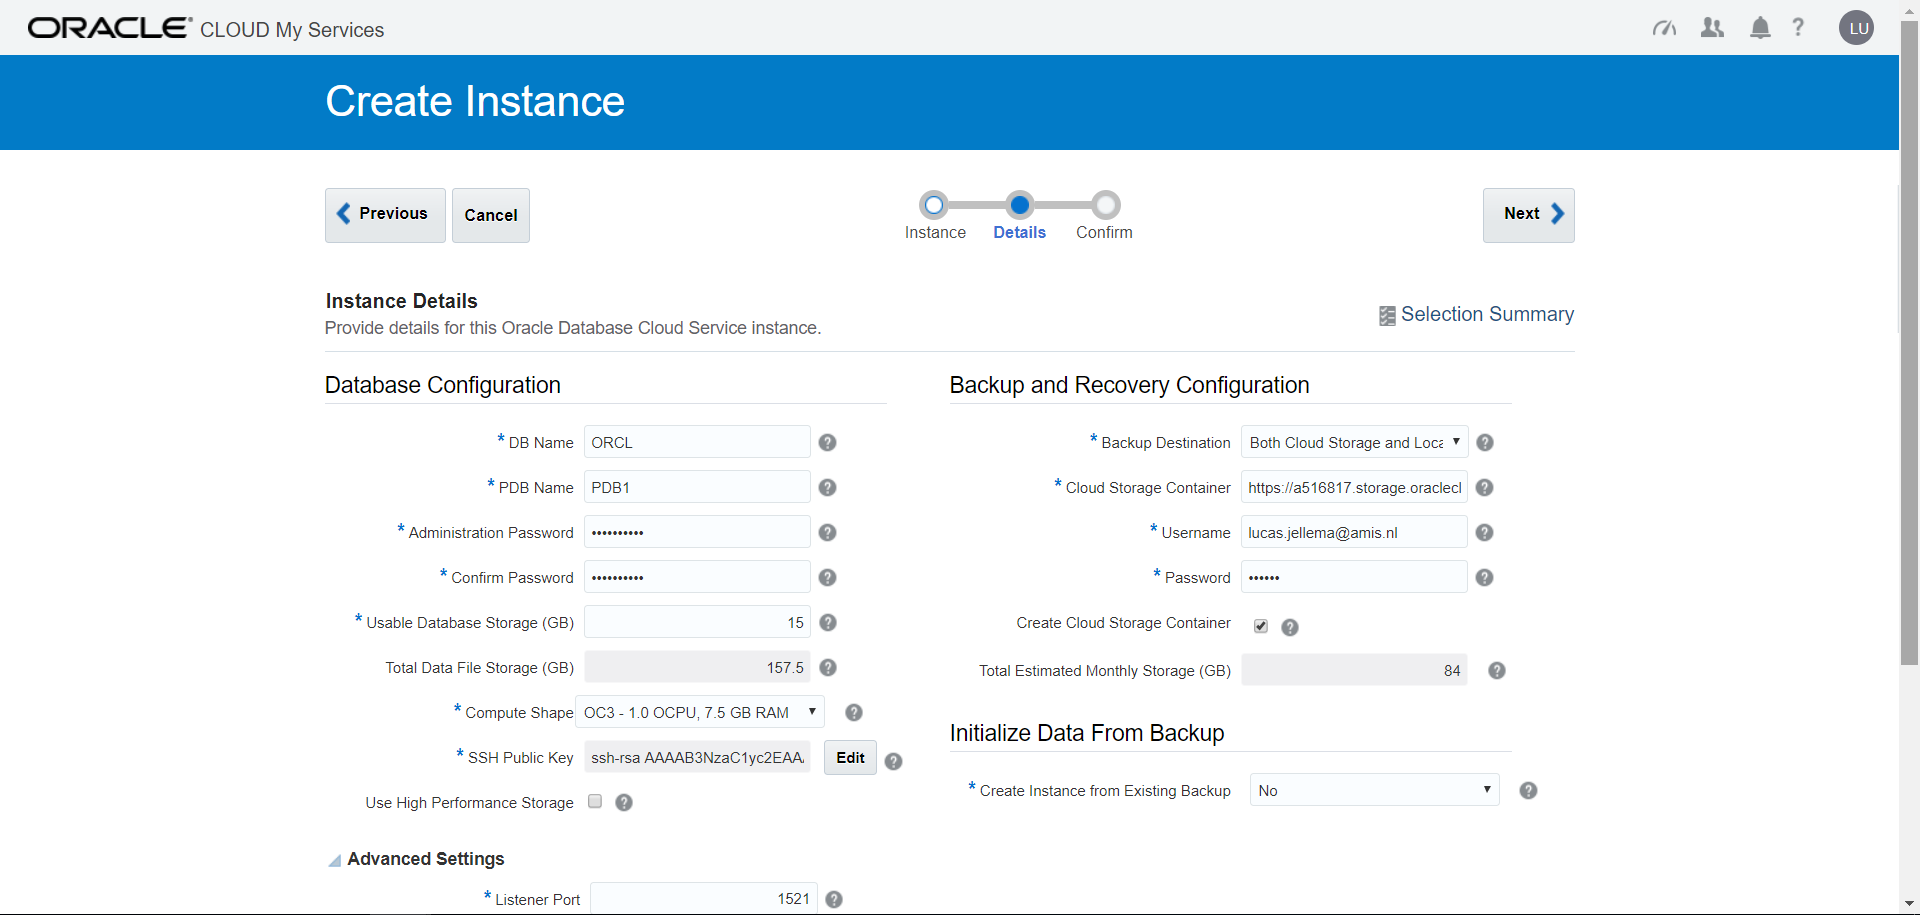 ORACLE CLOUD My Services
LU
Create Instance
Previous
Cancel
Instance
Details
Confirm
Next
Instance Details
Provide details for this Oracle Database Cloud Service instance.
Selection Summary
Database Configuration
* DB Name ORCL
* PDB Name PDB1
* Administration Password ••••••••••
* Confirm Password ••••••••••
* Usable Database Storage (GB) 15
Total Data File Storage (GB) 157.5
* Compute Shape OC3 - 1.0 OCPU, 7.5 GB RAM
* SSH Public Key ssh-rsa AAAAB3NzaC1yc2EAA Edit
Use High Performance Storage
Advanced Settings
* Listener Port 1521
Backup and Recovery Configuration
* Backup Destination Both Cloud Storage and Loca
* Cloud Storage Container https://a516817.storage.oraclecl
* Username lucas.jellema@amis.nl
* Password ••••••
Create Cloud Storage Container
Total Estimated Monthly Storage (GB) 84
Initialize Data From Backup
* Create Instance from Existing Backup No